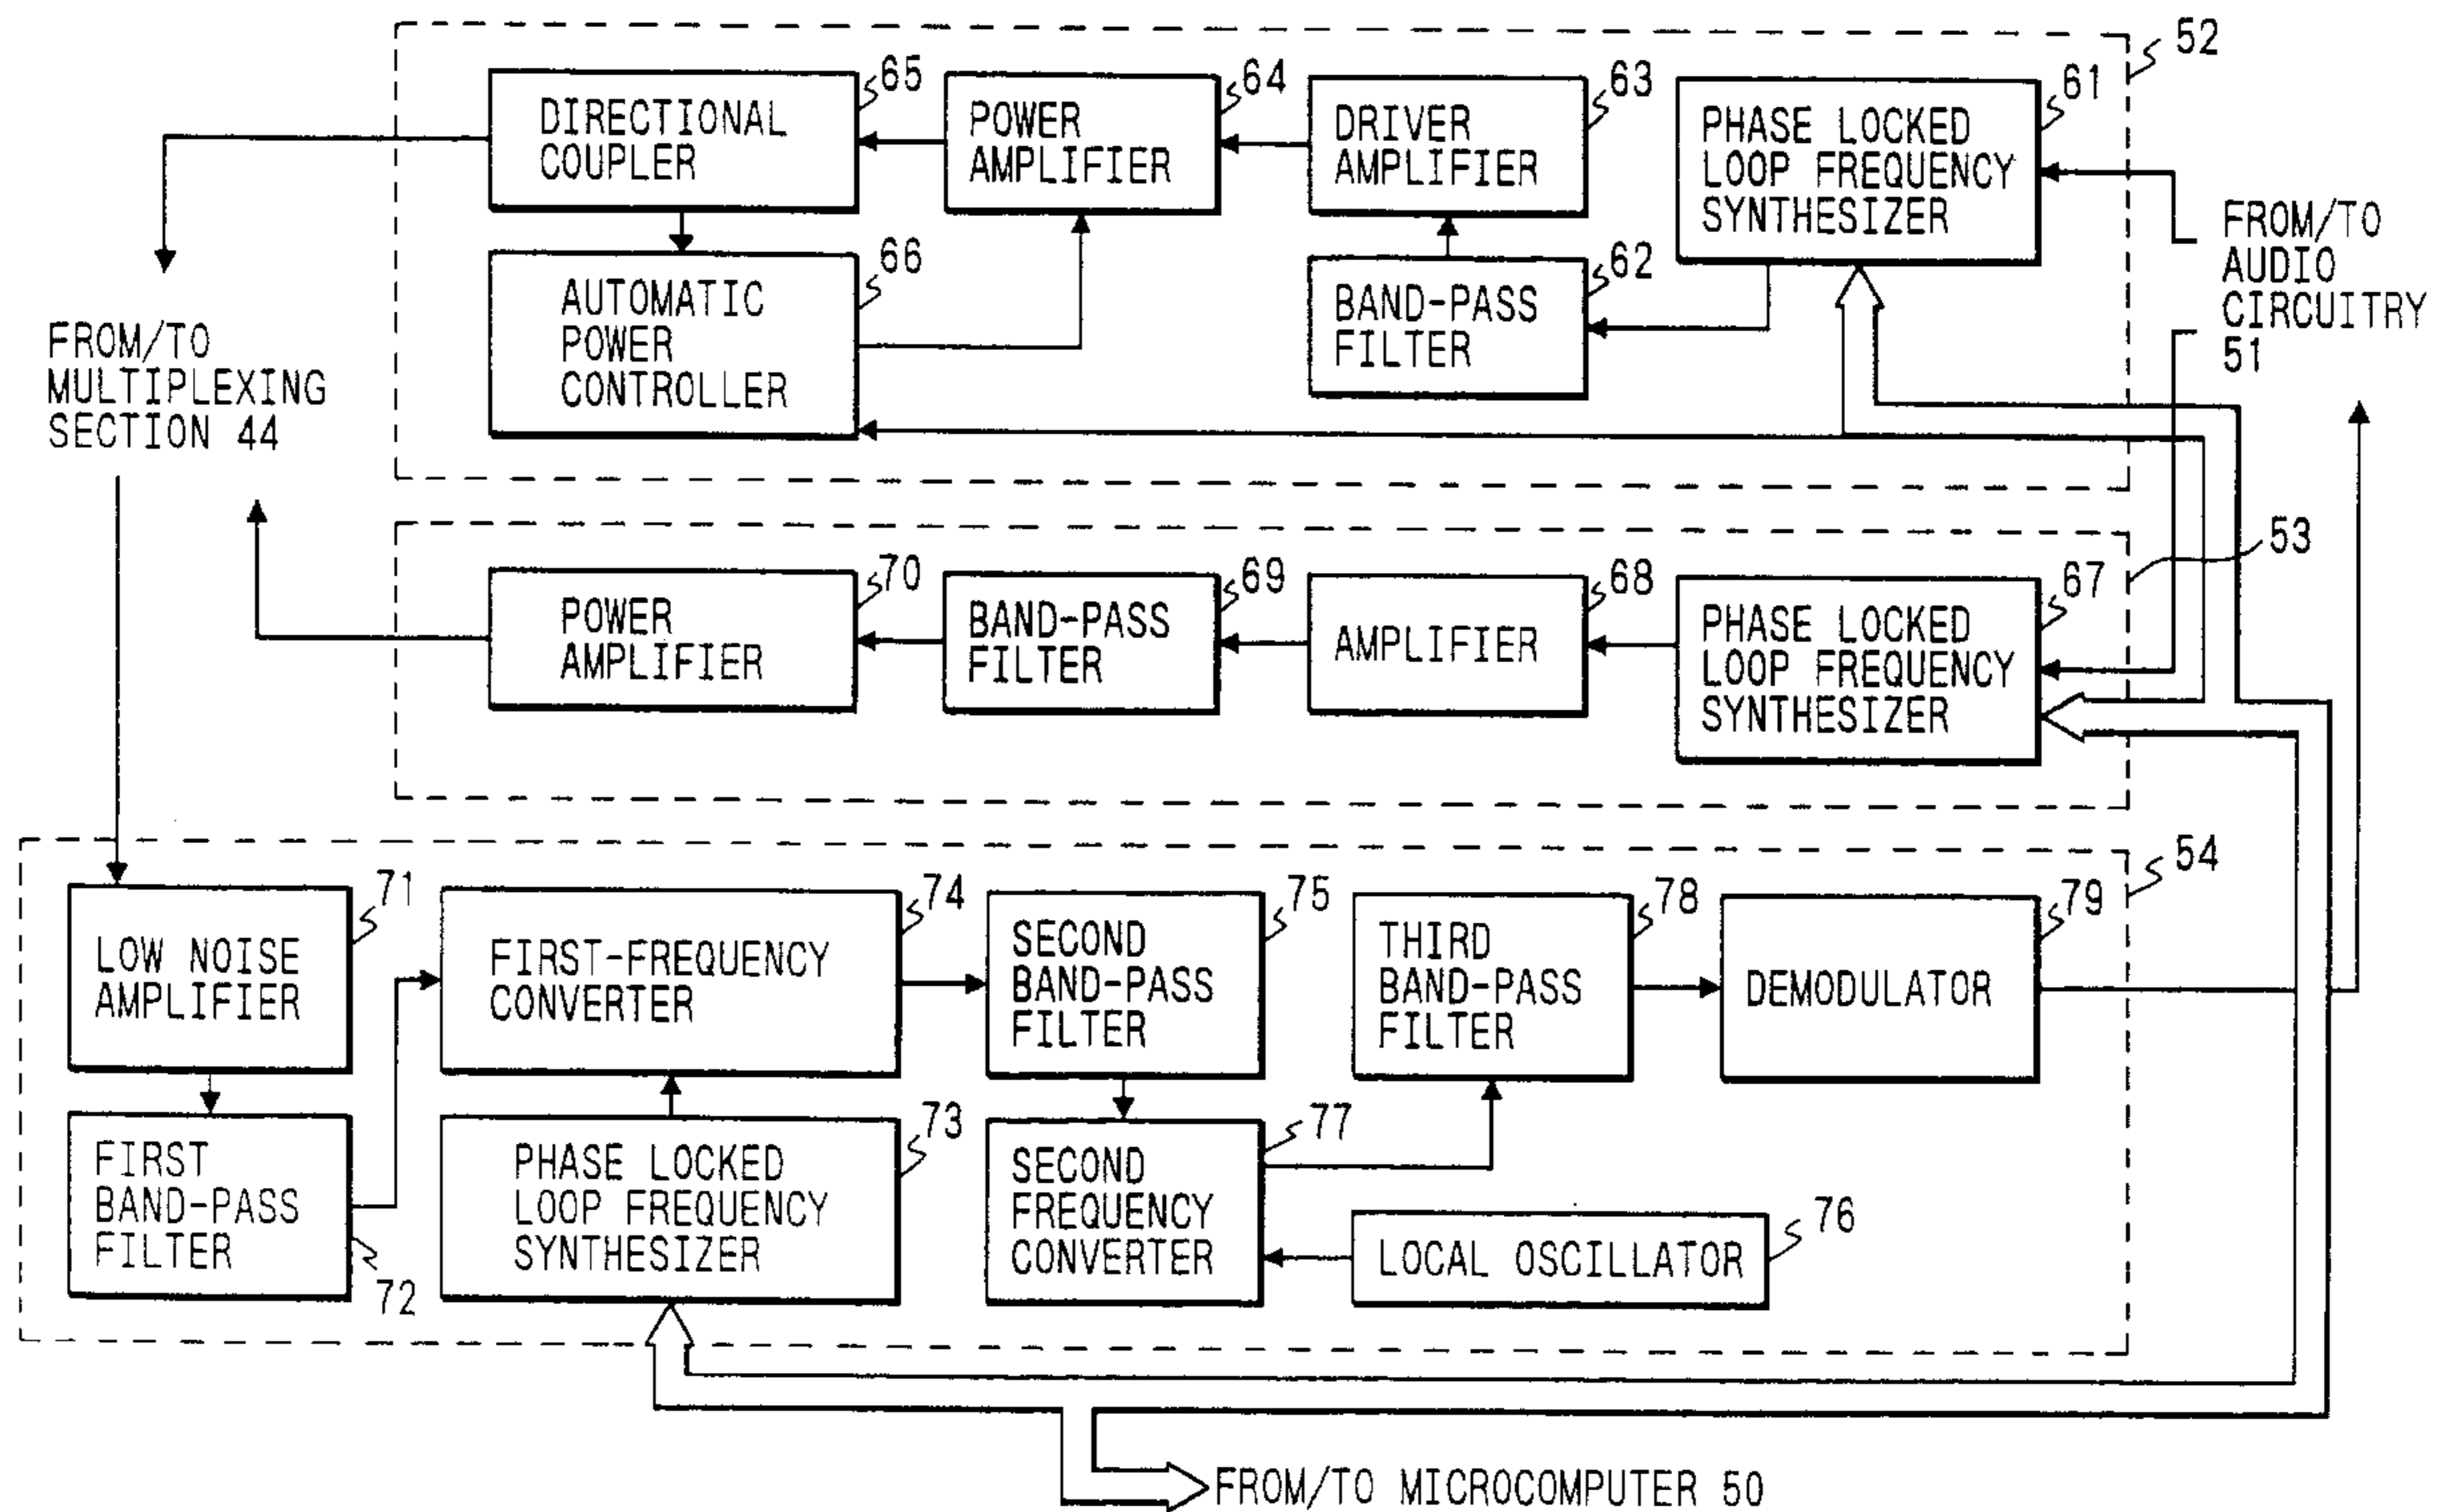 52
65
DIRECTIONAL
COUPLER
64
POWER
AMPLIFIER
63
DRIVER
AMPLIFIER
61
PHASE LOCKED
LOOP FREQUENCY
SYNTHESIZER
66
AUTOMATIC
POWER
CONTROLLER
62
BAND-PASS
FILTER
FROM/TO
AUDIO
CIRCUITRY
51
FROM/TO
MULTIPLEXING
SECTION 44
53
70
POWER
AMPLIFIER
69
BAND-PASS
FILTER
68
AMPLIFIER
67
PHASE LOCKED
LOOP FREQUENCY
SYNTHESIZER
54
71
LOW NOISE
AMPLIFIER
74
FIRST-FREQUENCY
CONVERTER
75
SECOND
BAND-PASS
FILTER
78
THIRD
BAND-PASS
FILTER
79
DEMODULATOR
FIRST
BAND-PASS
FILTER
72
73
PHASE LOCKED
LOOP FREQUENCY
SYNTHESIZER
77
SECOND
FREQUENCY
CONVERTER
76
LOCAL OSCILLATOR
FROM/TO MICROCOMPUTER 50